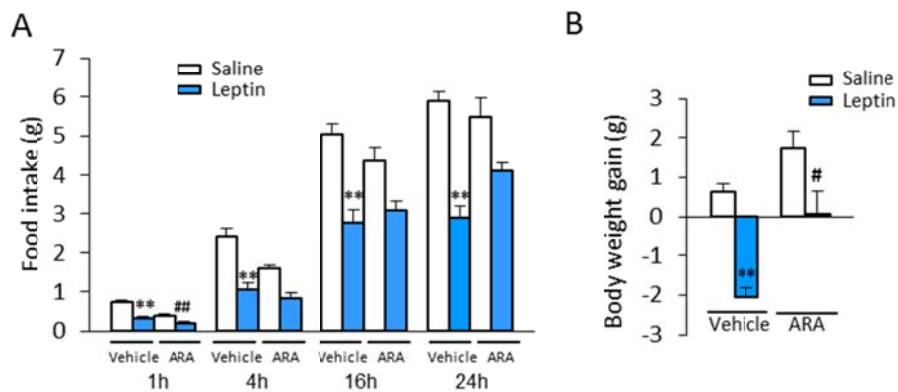 A
Food intake (g)
7
6
5
4
3
2
1
0
Saline
Leptin
**
##
**
**
**
Vehicle ARA Vehicle ARA Vehicle ARA Vehicle ARA
1h 4h 16h 24h
B
Saline
Leptin
Body weight gain (g)
3
2
1
0
-1
-2
-3
#
**
Vehicle ARA